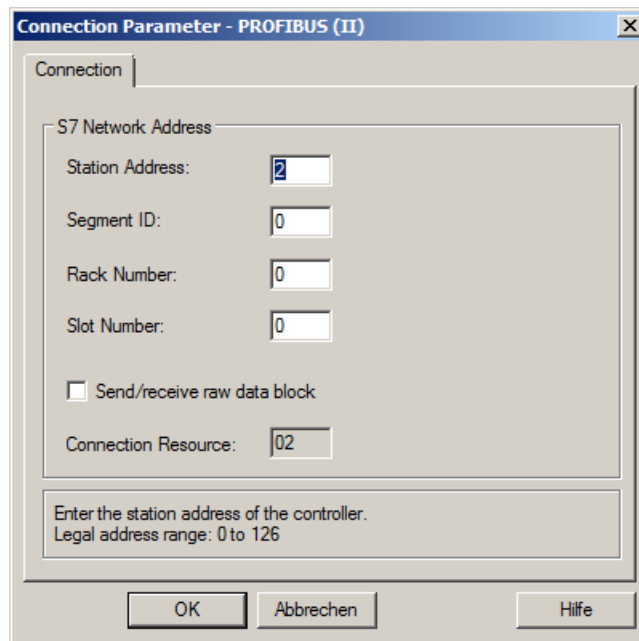 Connection Parameter - PROFIBUS (II)
Connection
S7 Network Address
Station Address: 2
Segment ID: 0
Rack Number: 0
Slot Number: 0
Send/receive raw data block
Connection Resource: 02
Enter the station address of the controller.
Legal address range: 0 to 126
OK Abbrechen Hilfe